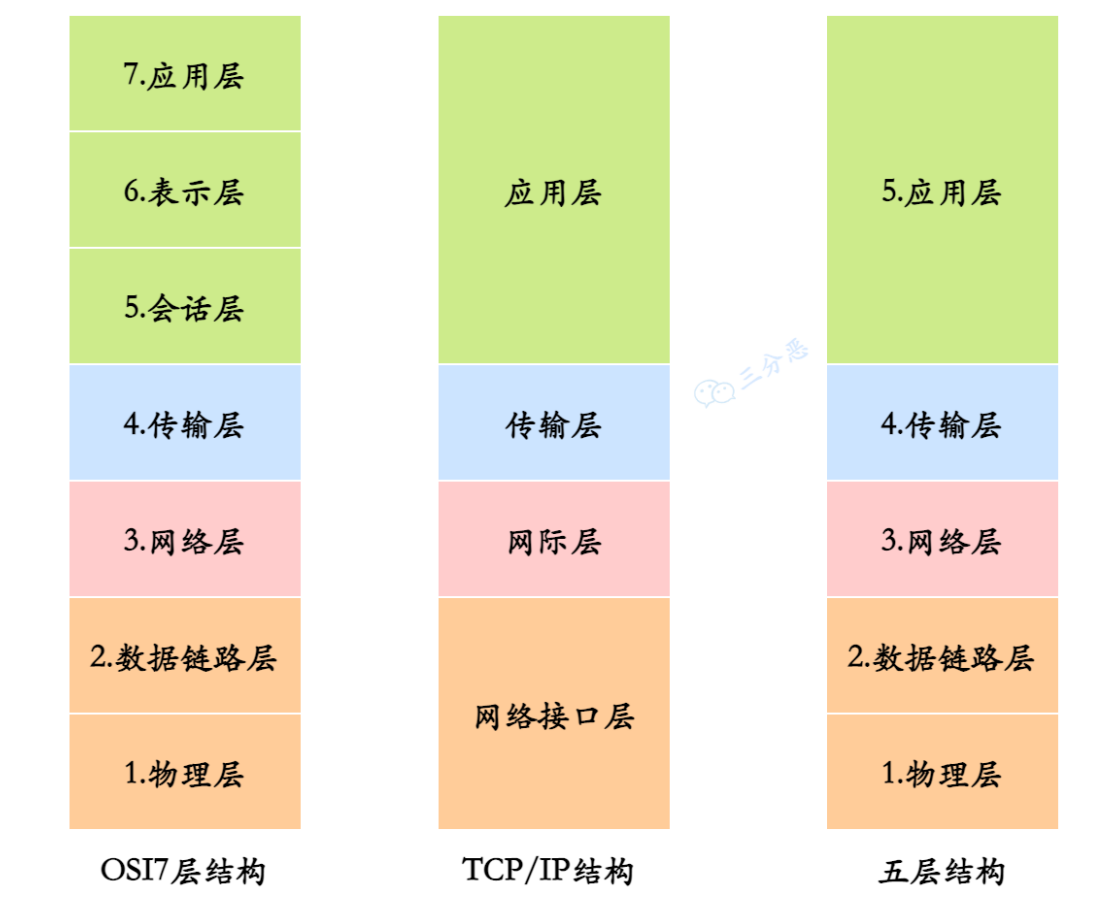 7.应用层
6.表示层
5.会话层
4.传输层
3.网络层
2.数据链路层
1.物理层
OSI7层结构
应用层
传输层
网际层
网络接口层
TCP/IP结构
三分恶
5.应用层
4.传输层
3.网络层
2.数据链路层
1.物理层
五层结构